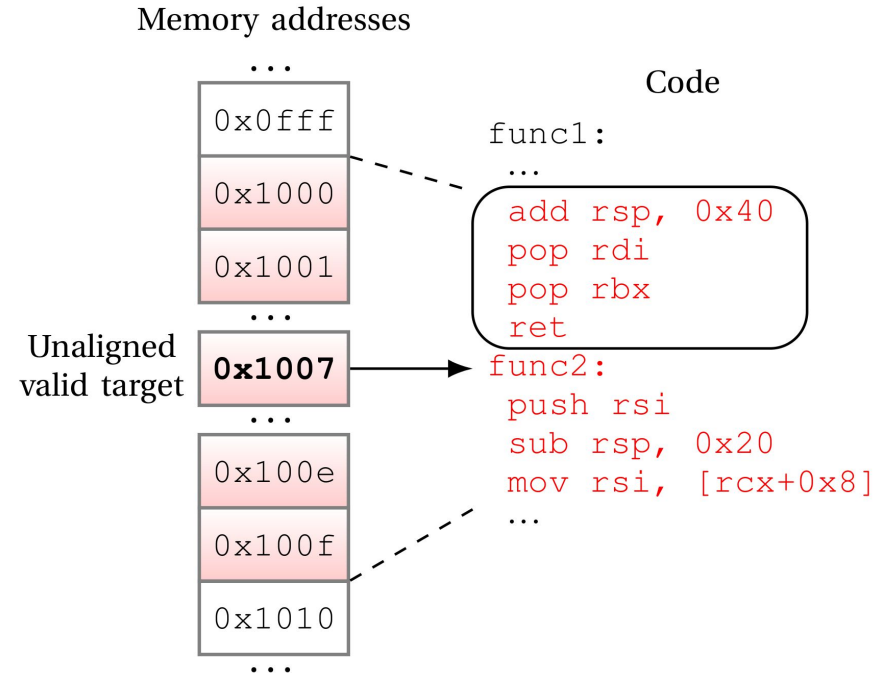 Memory addresses
...
0x0fff
0x1000
0x1001
...
Unaligned
valid target
0x1007
...
0x100e
0x100f
0x1010
...
Code
func1:
...
add rsp, 0x40
pop rdi
pop rbx
ret
func2:
push rsi
sub rsp, 0x20
mov rsi, [rcx+0x8]
...